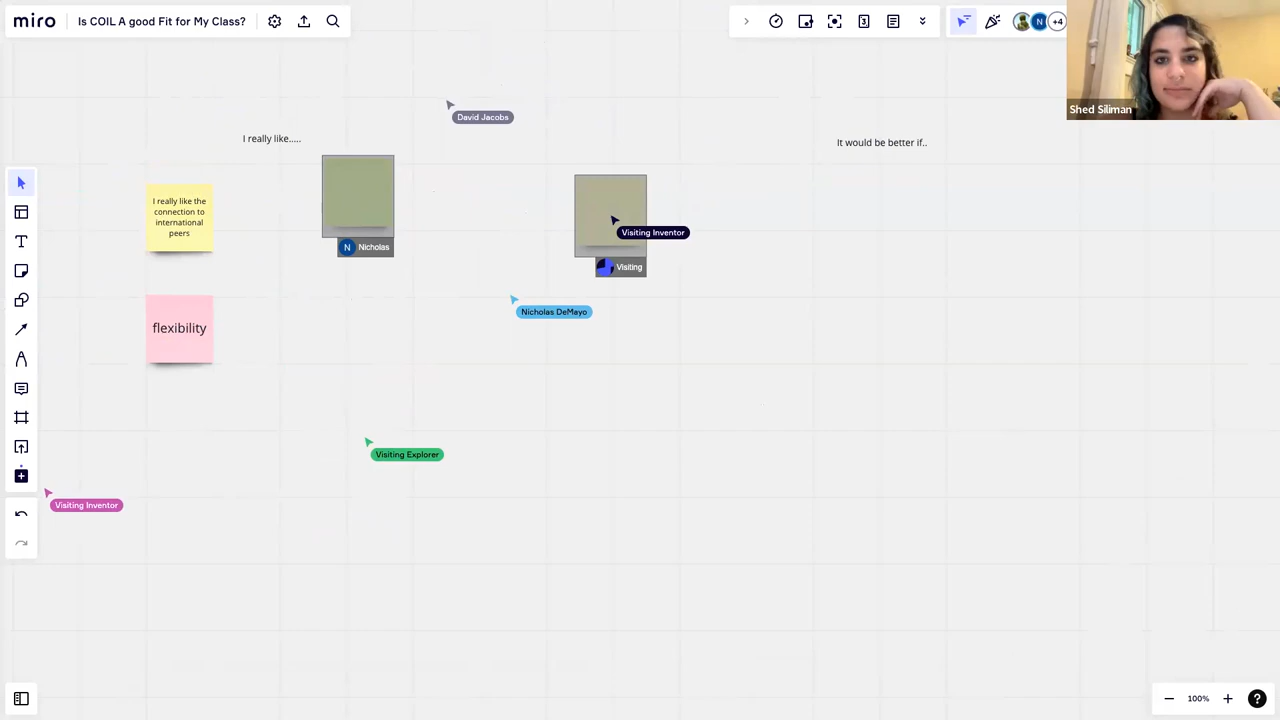 miro
Is COIL A good Fit for My Class?
3
N
+4
Shed Siliman
David Jacobs
I really like.....
It would be better if..
I really like the
connection to
international
peers
N Nicholas
Visiting Inventor
Visiting
flexibility
Nicholas DeMayo
Visiting Explorer
Visiting Inventor
100%
?